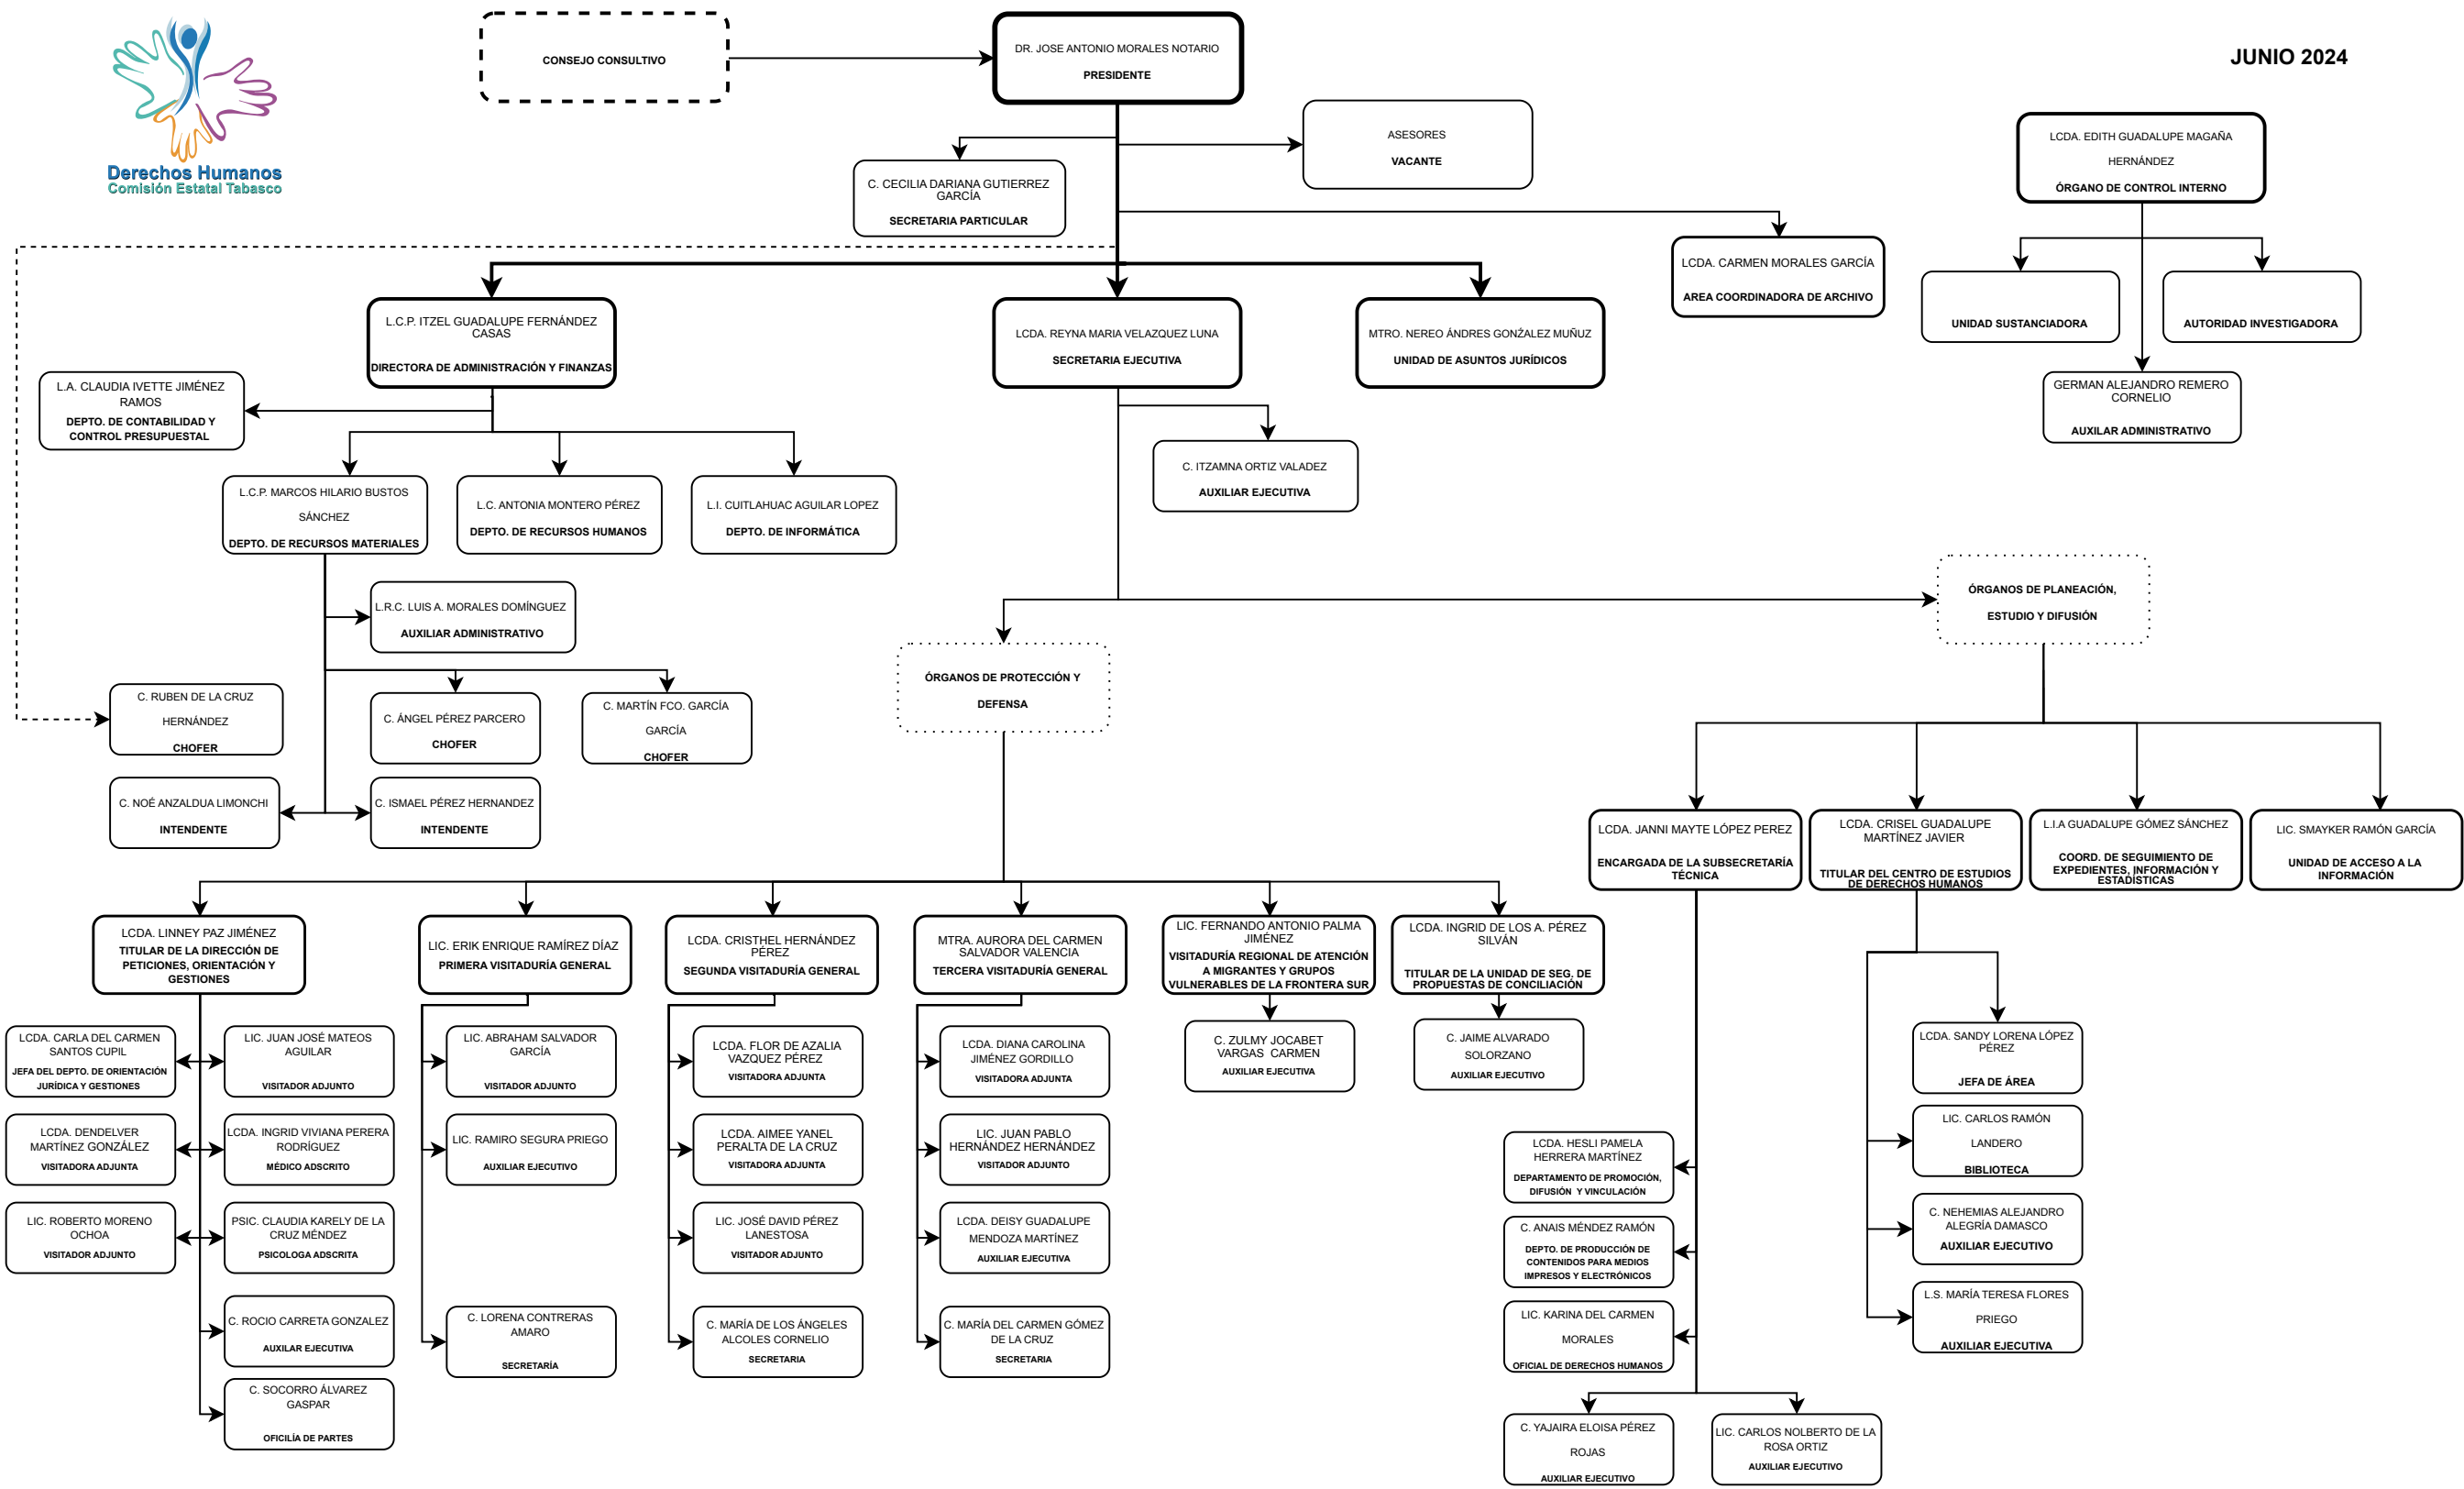 Derechos Humanos
Comisión Estatal Tabasco
CONSEJO CONSULTIVO
DR. JOSE ANTONIO MORALES NOTARIO
PRESIDENTE
JUNIO 2024
ASESORES
VACANTE
C. CECILIA DARIANA GUTIERREZ
GARCÍA
SECRETARIA PARTICULAR
LCDA. EDITH GUADALUPE MAGAÑA
HERNÁNDEZ
ÓRGANO DE CONTROL INTERNO
LCDA. CARMEN MORALES GARCÍA
AREA COORDINADORA DE ARCHIVO
UNIDAD SUSTANCIADORA
AUTORIDAD INVESTIGADORA
GERMAN ALEJANDRO REMERO
CORNELIO
AUXILAR ADMINISTRATIVO
L.C.P. ITZEL GUADALUPE FERNÁNDEZ
CASAS
DIRECTORA DE ADMINISTRACIÓN Y FINANZAS
LCDA. REYNA MARIA VELAZQUEZ LUNA
SECRETARIA EJECUTIVA
MTRO. NEREO ÁNDRES GONŹALEZ MUÑUZ
UNIDAD DE ASUNTOS JURÍDICOS
L.A. CLAUDIA IVETTE JIMÉNEZ
RAMOS
DEPTO. DE CONTABILIDAD Y
CONTROL PRESUPUESTAL
C. ITZAMNA ORTIZ VALADEZ
AUXILIAR EJECUTIVA
L.C.P. MARCOS HILARIO BUSTOS
SÁNCHEZ
DEPTO. DE RECURSOS MATERIALES
L.C. ANTONIA MONTERO PÉREZ
DEPTO. DE RECURSOS HUMANOS
L.I. CUITLAHUAC AGUILAR LOPEZ
DEPTO. DE INFORMÁTICA
L.R.C. LUIS A. MORALES DOMÍNGUEZ
AUXILIAR ADMINISTRATIVO
ÓRGANOS DE PLANEACIÓN,
ESTUDIO Y DIFUSIÓN
ÓRGANOS DE PROTECCIÓN Y
DEFENSA
C. RUBEN DE LA CRUZ
HERNÁNDEZ
CHOFER
C. ÁNGEL PÉREZ PARCERO
CHOFER
C. MARTÍN FCO. GARCÍA
GARCÍA
CHOFER
C. NOÉ ANZALDUA LIMONCHI
INTENDENTE
C. ISMAEL PÉREZ HERNANDEZ
INTENDENTE
LCDA. JANNI MAYTE LÓPEZ PEREZ
ENCARGADA DE LA SUBSECRETARÍA
TÉCNICA
LCDA. CRISEL GUADALUPE
MARTÍNEZ JAVIER
TITULAR DEL CENTRO DE ESTUDIOS
DE DERECHOS HUMANOS
L.I.A GUADALUPE GÓMEZ SÁNCHEZ
COORD. DE SEGUIMIENTO DE
EXPEDIENTES, INFORMACIÓN Y
ESTADÍSTICAS
LIC. SMAYKER RAMÓN GARCÍA
UNIDAD DE ACCESO A LA
INFORMACIÓN
LCDA. LINNEY PAZ JIMÉNEZ
TITULAR DE LA DIRECCIÓN DE
PETICIONES, ORIENTACIÓN Y
GESTIONES
LIC. ERIK ENRIQUE RAMÍREZ DÍAZ
PRIMERA VISITADURÍA GENERAL
LCDA. CRISTHEL HERNÁNDEZ
PÉREZ
SEGUNDA VISITADURÍA GENERAL
MTRA. AURORA DEL CARMEN
SALVADOR VALENCIA
TERCERA VISITADURÍA GENERAL
LIC. FERNANDO ANTONIO PALMA
JIMÉNEZ
VISITADURÍA REGIONAL DE ATENCIÓN
A MIGRANTES Y GRUPOS
VULNERABLES DE LA FRONTERA SUR
LCDA. INGRID DE LOS A. PÉREZ
SILVÁN
TITULAR DE LA UNIDAD DE SEG. DE
PROPUESTAS DE CONCILIACIÓN
LCDA. CARLA DEL CARMEN
SANTOS CUPIL
JEFA DEL DEPTO. DE ORIENTACIÓN
JURÍDICA Y GESTIONES
LIC. JUAN JOSÉ MATEOS
AGUILAR
VISITADOR ADJUNTO
LIC. ABRAHAM SALVADOR
GARCÍA
VISITADOR ADJUNTO
LCDA. FLOR DE AZALIA
VAZQUEZ PÉREZ
VISITADORA ADJUNTA
LCDA. DIANA CAROLINA
JIMÉNEZ GORDILLO
VISITADORA ADJUNTA
C. ZULMY JOCABET
VARGAS CARMEN
AUXILIAR EJECUTIVA
C. JAIME ALVARADO
SOLORZANO
AUXILIAR EJECUTIVO
LCDA. SANDY LORENA LÓPEZ
PÉREZ
JEFA DE ÁREA
LCDA. DENDELVER
MARTÍNEZ GONZÁLEZ
VISITADORA ADJUNTA
LCDA. INGRID VIVIANA PERERA
RODRÍGUEZ
MÉDICO ADSCRITO
LIC. RAMIRO SEGURA PRIEGO
AUXILIAR EJECUTIVO
LCDA. AIMEE YANEL
PERALTA DE LA CRUZ
VISITADORA ADJUNTA
LIC. JUAN PABLO
HERNÁNDEZ HERNÁNDEZ
VISITADOR ADJUNTO
LCDA. HESLI PAMELA
HERRERA MARTÍNEZ
DEPARTAMENTO DE PROMOCIÓN,
DIFUSIÓN Y VINCULACIÓN
LIC. CARLOS RAMÓN
LANDERO
BIBLIOTECA
LIC. ROBERTO MORENO
OCHOA
VISITADOR ADJUNTO
PSIC. CLAUDIA KARELY DE LA
CRUZ MÉNDEZ
PSICOLOGA ADSCRITA
LIC. JOSÉ DAVID PÉREZ
LANESTOSA
VISITADOR ADJUNTO
LCDA. DEISY GUADALUPE
MENDOZA MARTÍNEZ
AUXILIAR EJECUTIVA
C. ANAIS MÉNDEZ RAMÓN
DEPTO. DE PRODUCCIÓN DE
CONTENIDOS PARA MEDIOS
IMPRESOS Y ELECTRÓNICOS
C. NEHEMIAS ALEJANDRO
ALEGRÍA DAMASCO
AUXILIAR EJECUTIVO
C. ROCIO CARRETA GONZALEZ
AUXILAR EJECUTIVA
C. LORENA CONTRERAS
AMARO
SECRETARÍA
C. MARÍA DE LOS ÁNGELES
ALCOLES CORNELIO
SECRETARIA
C. MARÍA DEL CARMEN GÓMEZ
DE LA CRUZ
SECRETARIA
LIC. KARINA DEL CARMEN
MORALES
OFICIAL DE DERECHOS HUMANOS
L.S. MARÍA TERESA FLORES
PRIEGO
AUXILIAR EJECUTIVA
C. SOCORRO ÁLVAREZ
GASPAR
OFICILÍA DE PARTES
C. YAJAIRA ELOISA PÉREZ
ROJAS
AUXILIAR EJECUTIVO
LIC. CARLOS NOLBERTO DE LA
ROSA ORTIZ
AUXILIAR EJECUTIVO